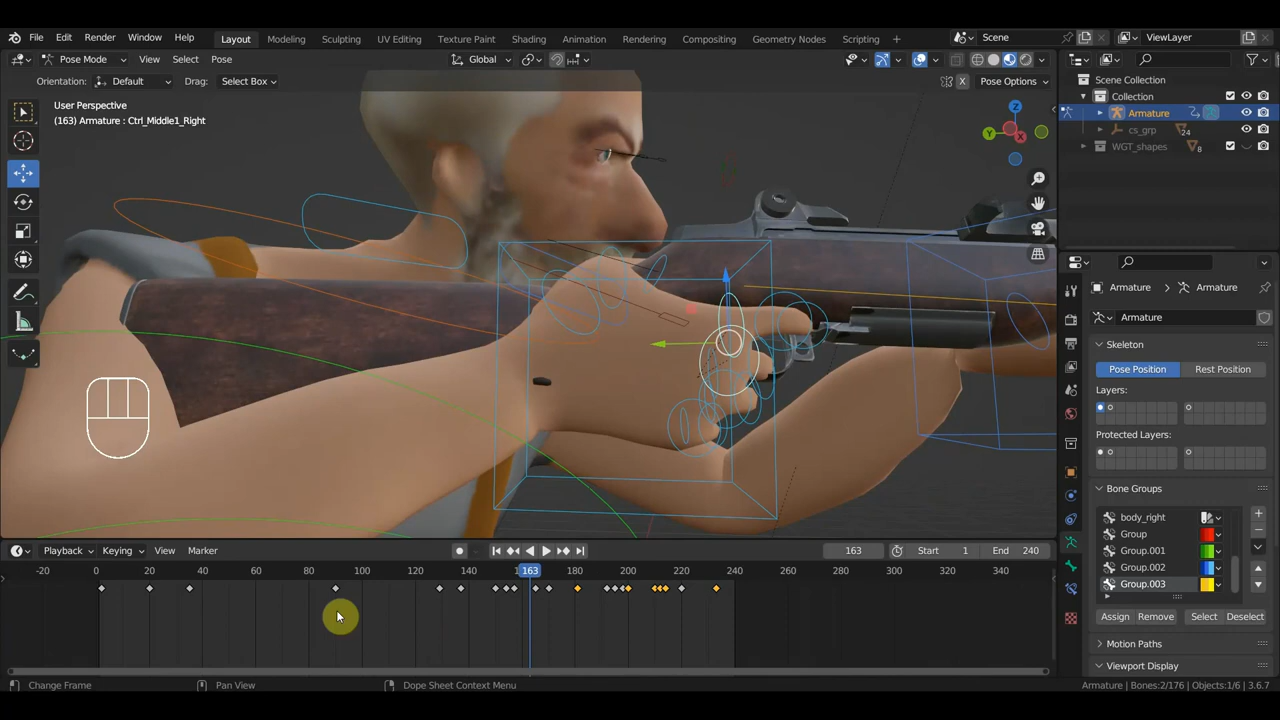 File Edit Render Window Help Layout Modeling Sculpting UV Editing Texture Paint Shading Animation Rendering Compositing Geometry Nodes Scripting + Scene ViewLayer
Pose Mode View Select Pose Global
Orientation: Default Drag: Select Box X Pose Options
Scene Collection
Collection
Armature
cs_grp 24
WGT_shapes 8
User Perspective
(163) Armature : Ctrl_Middle1_Right
Z
Y
X
Armature > Armature
Armature
Skeleton
Pose Position Rest Position
Layers:
Protected Layers:
Bone Groups
body_right
Group
Group.001
Group.002
Group.003
Assign Remove Select Deselect
Motion Paths
Viewport Display
Playback Keying View Marker 163 Start 1 End 240
-20 0 20 40 60 80 100 120 140 163 180 200 220 240 260 280 300 320 340
Change Frame Pan View Dope Sheet Context Menu Armature | Bones:2/176 | Objects:1/6 | 3.6.7